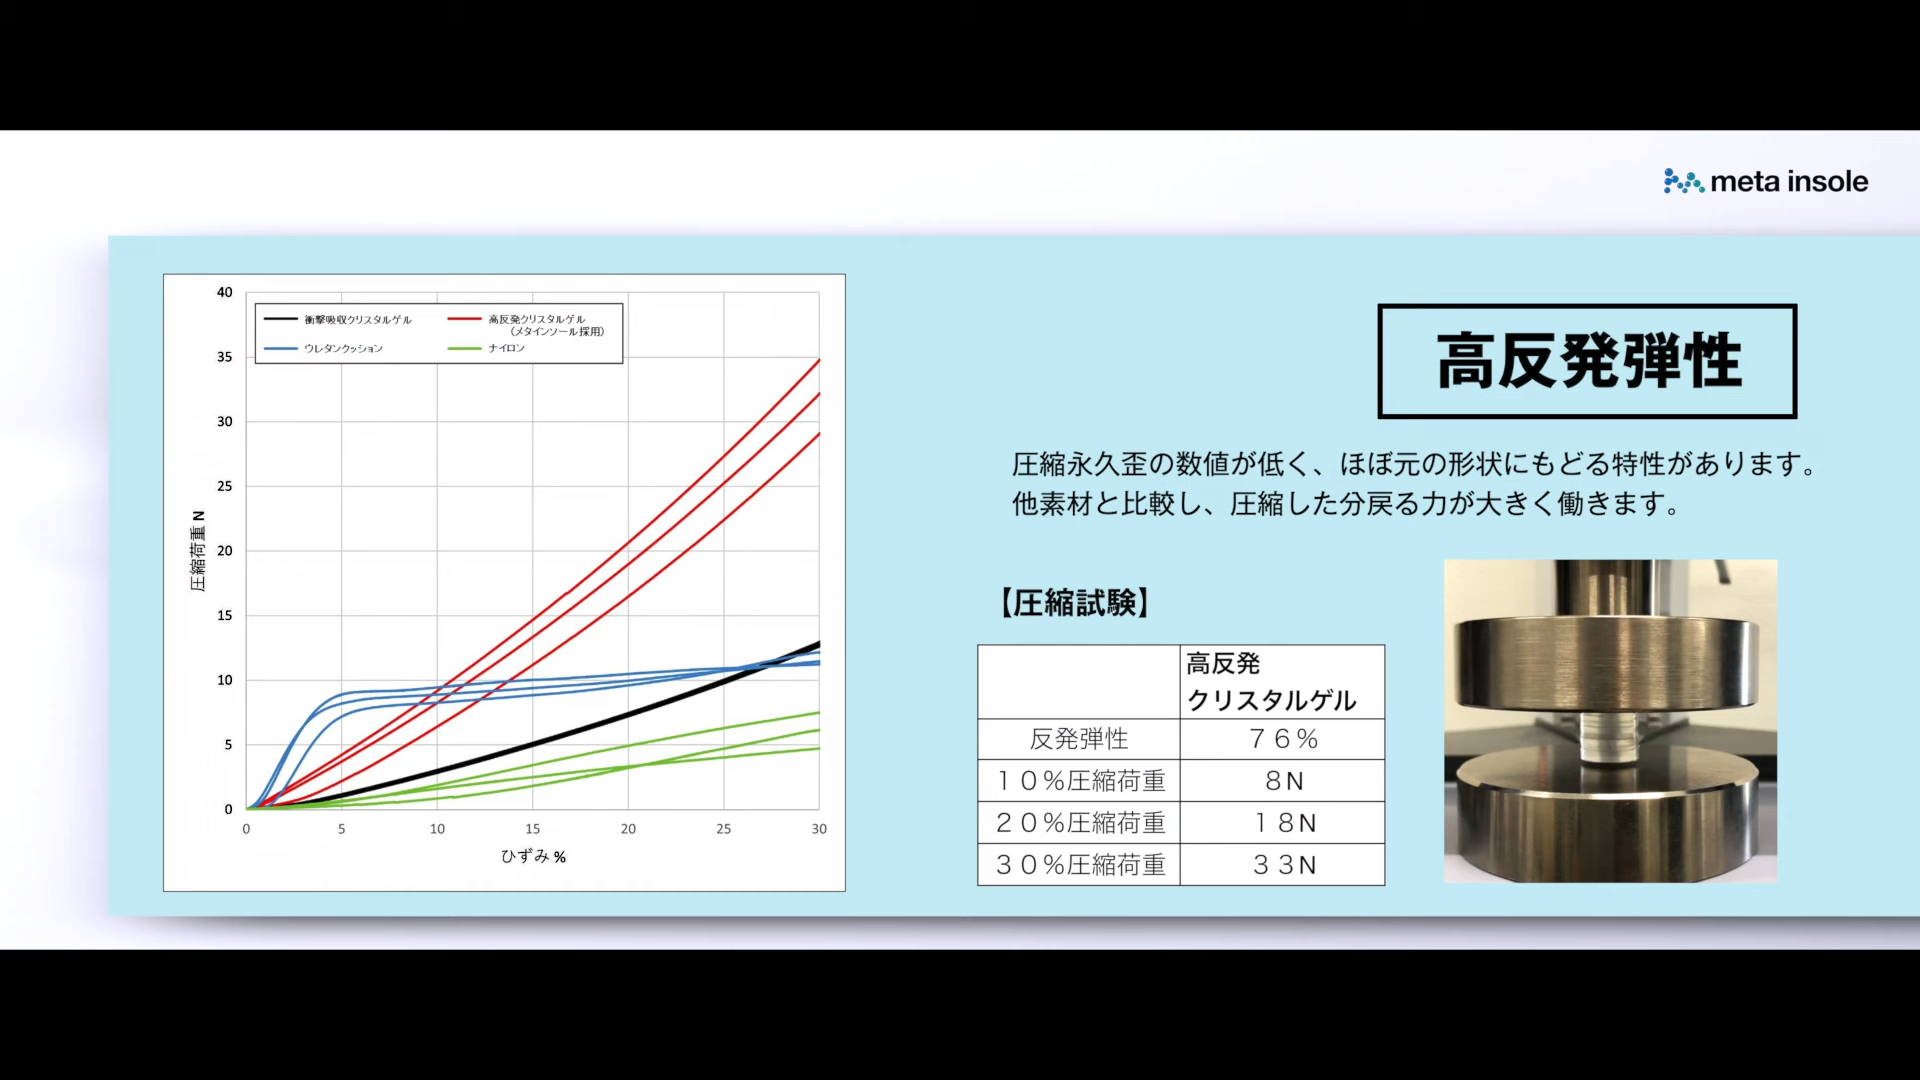 meta insole
40
35
30
25
20
15
10
5
0
圧縮荷重 N
衝撃吸収クリスタルゲル
高反発クリスタルゲル
（メタインソール採用）
ウレタンクッション
ナイロン
0 5 10 15 20 25 30
ひずみ %
高反発弾性
圧縮永久歪の数値が低く、ほぼ元の形状にもどる特性があります。
他素材と比較し、圧縮した分戻る力が大きく働きます。
【圧縮試験】
高反発
クリスタルゲル
反発弾性 ７６％
１０％圧縮荷重 ８N
２０％圧縮荷重 １８N
３０％圧縮荷重 ３３N